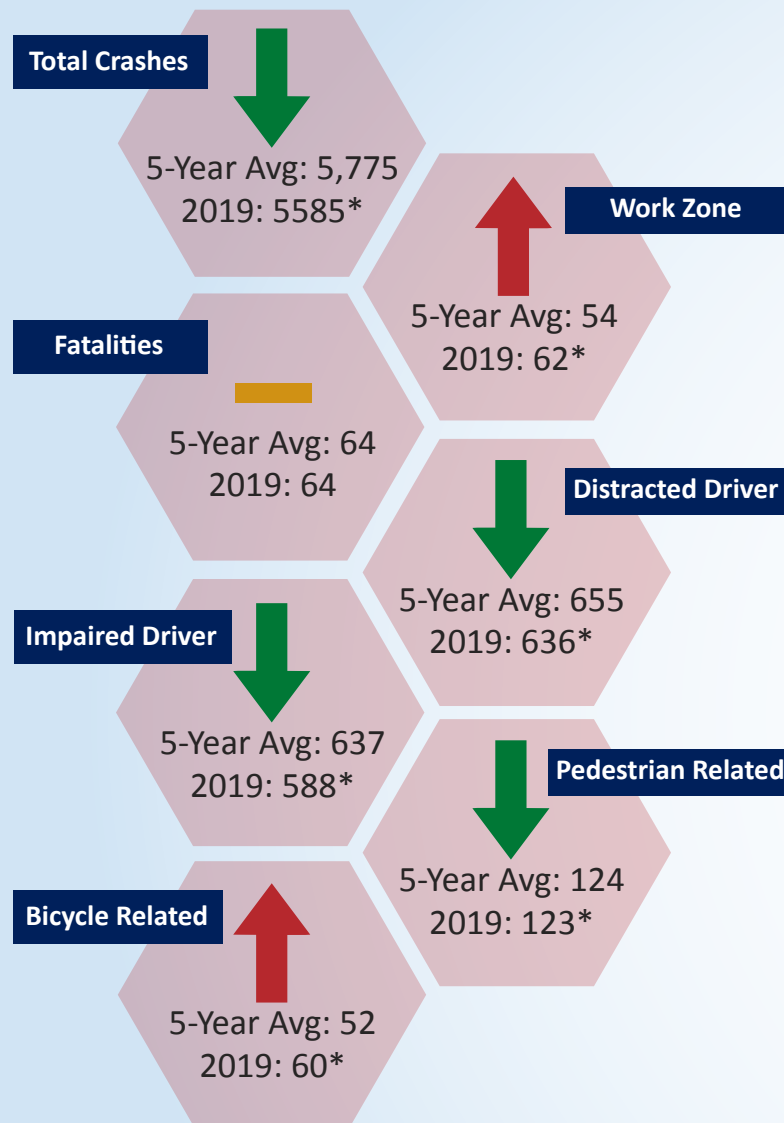 Total Crashes
5-Year Avg: 5,775
2019: 5585*
Work Zone
5-Year Avg: 54
2019: 62*
Fatalities
5-Year Avg: 64
2019: 64
Distracted Driver
5-Year Avg: 655
2019: 636*
Impaired Driver
5-Year Avg: 637
2019: 588*
Pedestrian Related
5-Year Avg: 124
2019: 123*
Bicycle Related
5-Year Avg: 52
2019: 60*